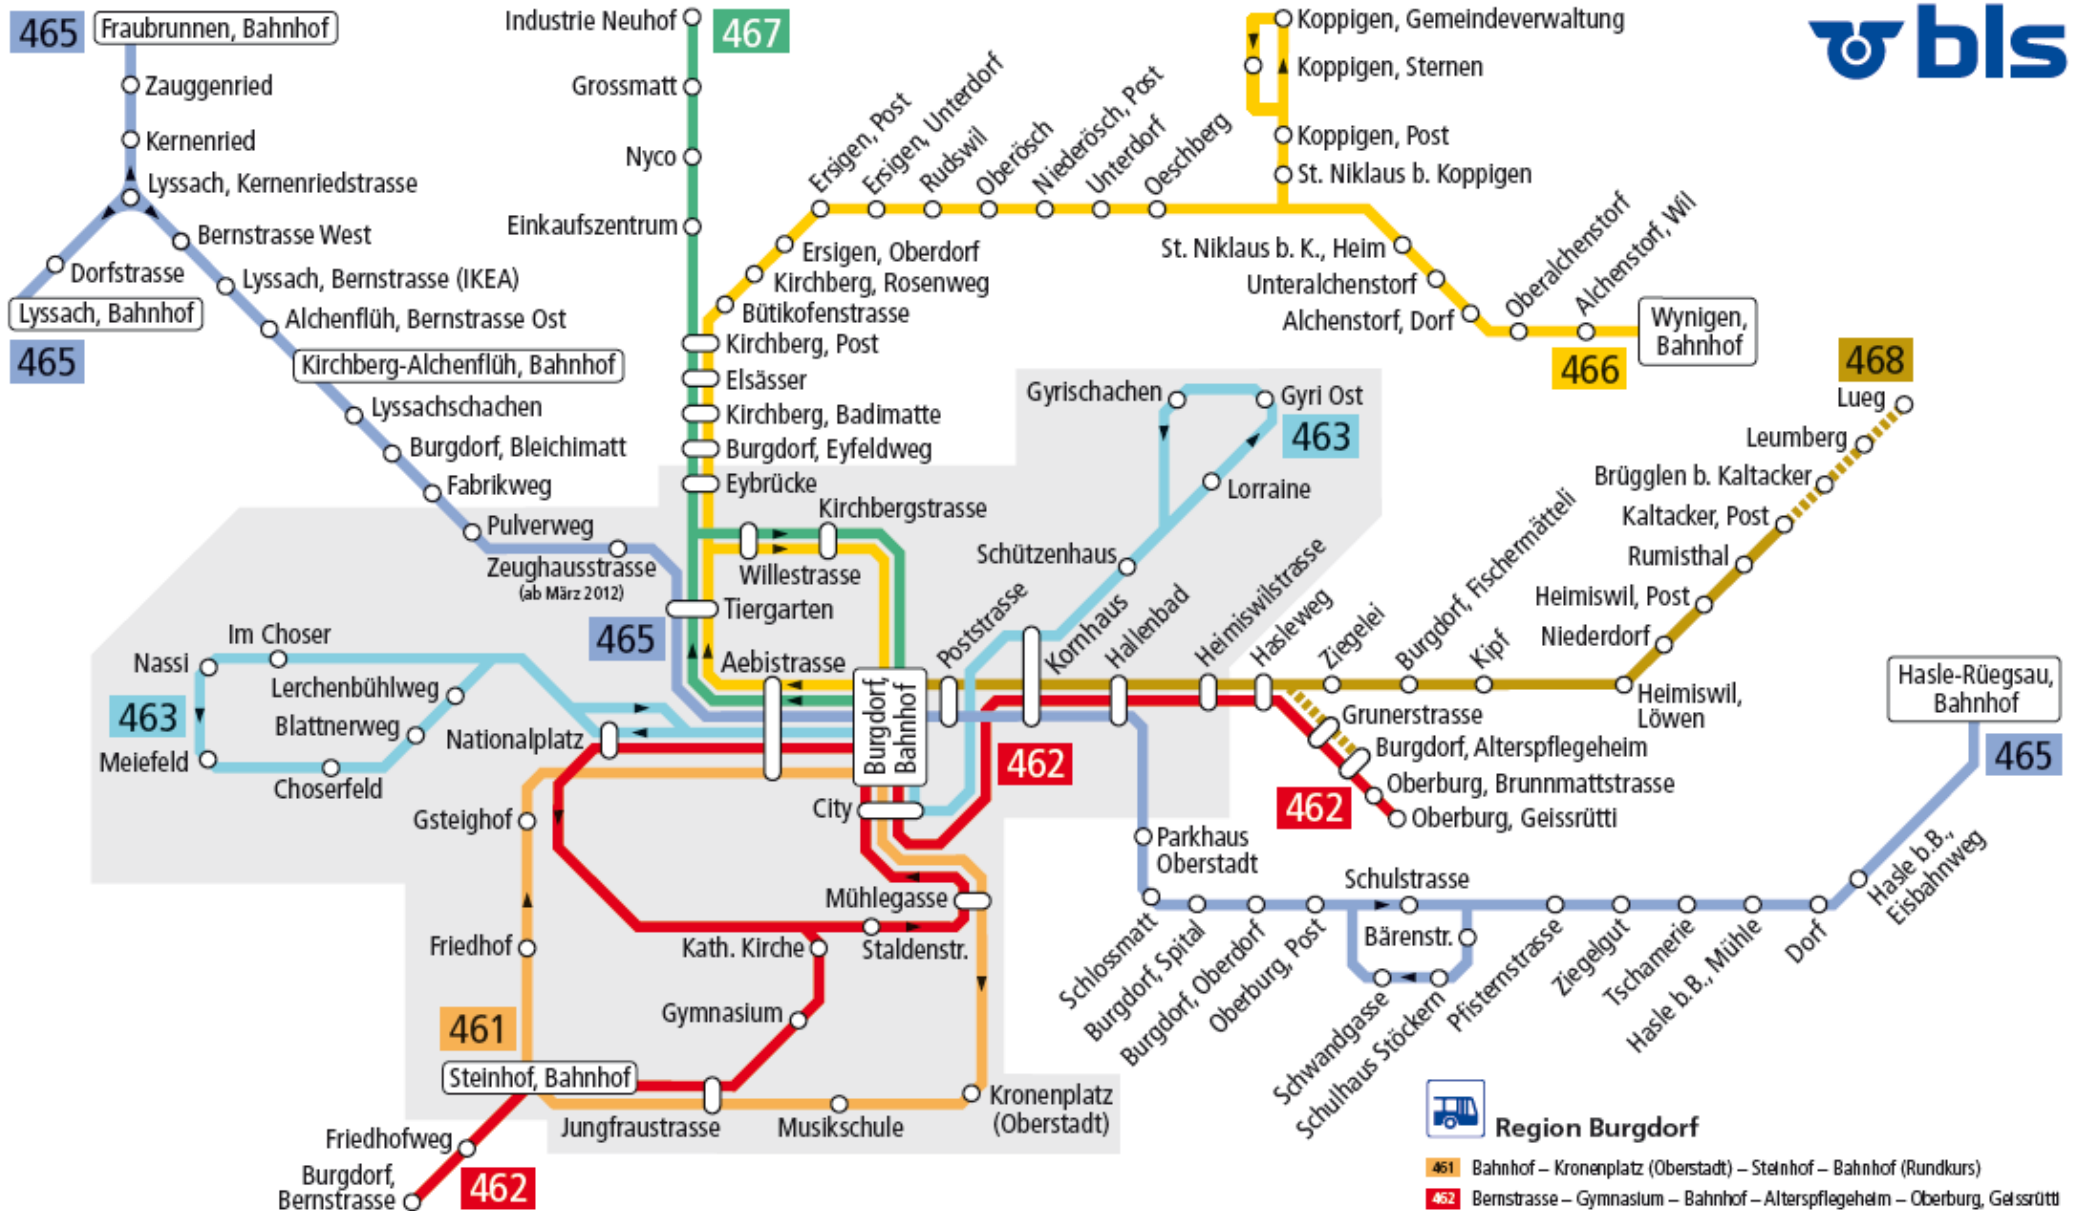 465
Fraubrunnen, Bahnhof
Zauggenried
Kernenried
Lyssach, Kernenriedstrasse
Bernstrasse West
Dorfstrasse
Lyssach, Bernstrasse (IKEA)
Lyssach, Bahnhof
465
Alchenflüh, Bernstrasse Ost
Kirchberg-Alchenflüh, Bahnhof
Lyssachschachen
Burgdorf, Bleichimatt
Fabrikweg
Pulverweg
Zeughausstrasse
(ab März 2012)
465
Industrie Neuhof
467
Grossmatt
Nyco
Einkaufszentrum
Ersigen, Post
Ersigen, Unterdorf
Rudswil
Oberösch
Niederösch, Post
Unterdorf
Oeschberg
Koppigen, Gemeindeverwaltung
Koppigen, Sternen
Koppigen, Post
St. Niklaus b. Koppigen
bls
Ersigen, Oberdorf
Kirchberg, Rosenweg
Bütikofenstrasse
Kirchberg, Post
Elsässer
Kirchberg, Badimatte
Burgdorf, Eyfeldweg
Eybrücke
Kirchbergstrasse
Willestrasse
Tiergarten
Aebistrasse
St. Niklaus b. K., Heim
Unteralchenstorf
Alchenstorf, Dorf
Oberalchenstorf
Alchenstorf, Wil
Wynigen,
Bahnhof
466
468
Lueg
Leumberg
Brügglen b. Kaltacker
Kaltacker, Post
Rumisthal
Heimiswil, Post
Niederdorf
Heimiswil,
Löwen
Gyrischachen
Gyri Ost
463
Lorraine
Schützenhaus
Poststrasse
Kornhaus
Hallenbad
Heimiswilstrasse
Hasleweg
Ziegelei
Burgdorf, Fischermätteli
Kipf
Im Choser
Nassi
463
Lerchenbühlweg
Blattnerweg
Meiefeld
Choserfeld
Nationalplatz
Burgdorf,
Bahnhof
City
462
Grunerstrasse
Burgdorf, Alterspflegeheim
Oberburg, Brunnmattstrasse
462
Oberburg, Geissrütti
Hasle-Rüegsau,
Bahnhof
465
Gsteighof
Friedhof
461
Mühlegasse
Kath. Kirche
Staldenstr.
Gymnasium
Steinhof, Bahnhof
Jungfraustrasse
Musikschule
Kronenplatz
(Oberstadt)
Friedhofweg
Burgdorf,
Bernstrasse
462
Parkhaus
Oberstadt
Schlossmatt
Burgdorf, Spital
Burgdorf, Oberdorf
Oberburg, Post
Schulstrasse
Bärenstr.
Schwandgasse
Schulhaus Stöckern
Pfisternstrasse
Ziegelgut
Tschamerie
Hasle b.B., Mühle
Dorf
Hasle b.B.,
Eisbahnweg
Region Burgdorf
461 Bahnhof – Kronenplatz (Oberstadt) – Steinhof – Bahnhof (Rundkurs)
462 Bernstrasse – Gymnasium – Bahnhof – Alterspflegeheim – Oberburg, Geissrütti